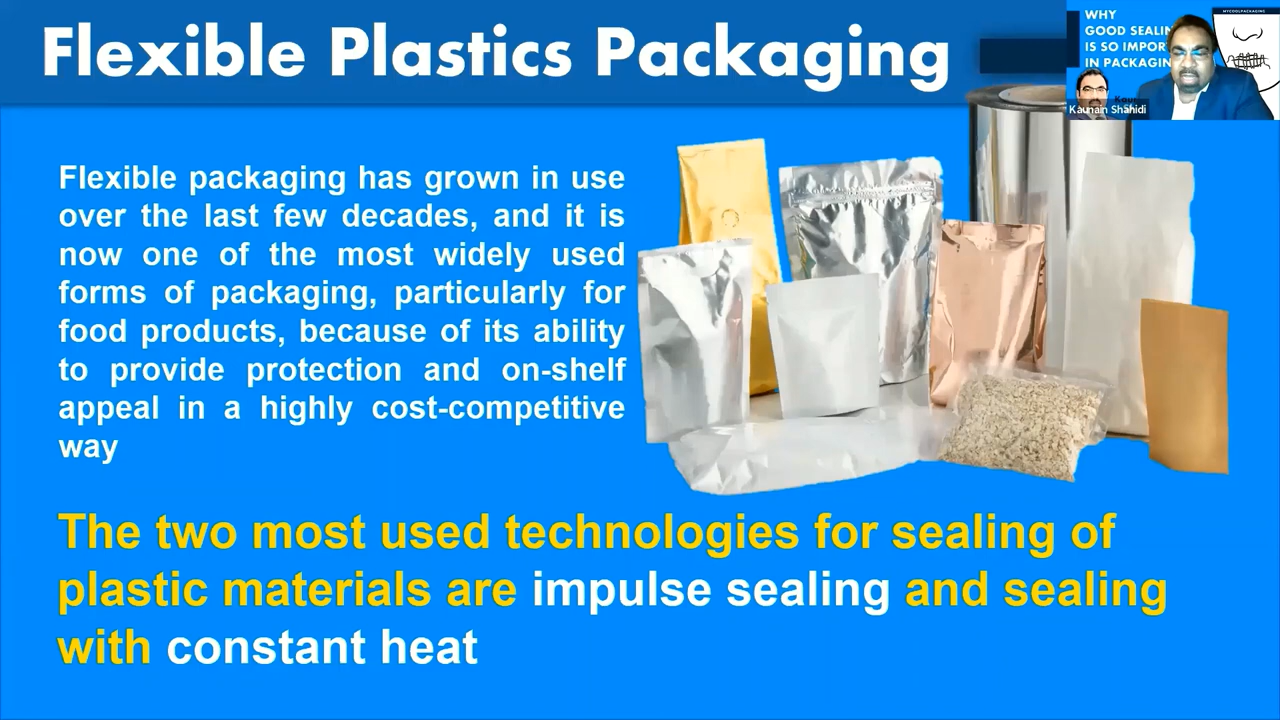 Flexible Plastics Packaging
WHY
GOOD SEALIN
IS SO IMPOR
IN PACKAGIN
MYCOOLPACKAGING
Kaunain Shahidi
Flexible packaging has grown in use
over the last few decades, and it is
now one of the most widely used
forms of packaging, particularly for
food products, because of its ability
to provide protection and on-shelf
appeal in a highly cost-competitive
way
The two most used technologies for sealing of
plastic materials are impulse sealing and sealing
with constant heat